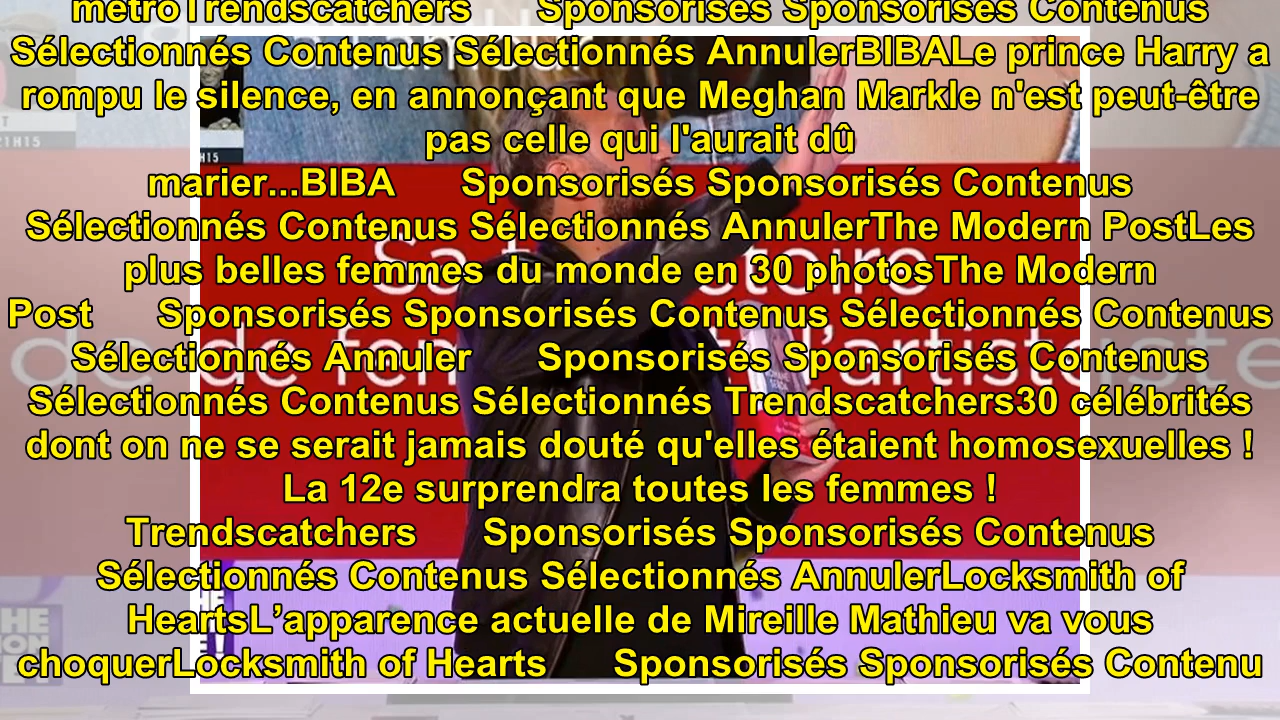 métroTrendscatchers Sponsorisés Sponsorisés Contenus
Sélectionnés Contenus Sélectionnés AnnulerBIBALe prince Harry a
rompu le silence, en annonçant que Meghan Markle n'est peut-être
pas celle qui l'aurait dû
marier...BIBA Sponsorisés Sponsorisés Contenus
Sélectionnés Contenus Sélectionnés AnnulerThe Modern PostLes
plus belles femmes du monde en 30 photosThe Modern
Post Sponsorisés Sponsorisés Contenus Sélectionnés Contenus
Sélectionnés Annuler Sponsorisés Sponsorisés Contenus
Sélectionnés Contenus Sélectionnés Trendscatchers30 célébrités
dont on ne se serait jamais douté qu'elles étaient homosexuelles !
La 12e surprendra toutes les femmes !
Trendscatchers Sponsorisés Sponsorisés Contenus
Sélectionnés Contenus Sélectionnés AnnulerLocksmith of
HeartsL’apparence actuelle de Mireille Mathieu va vous
choquerLocksmith of Hearts Sponsorisés Sponsorisés Contenu
21H15
H15